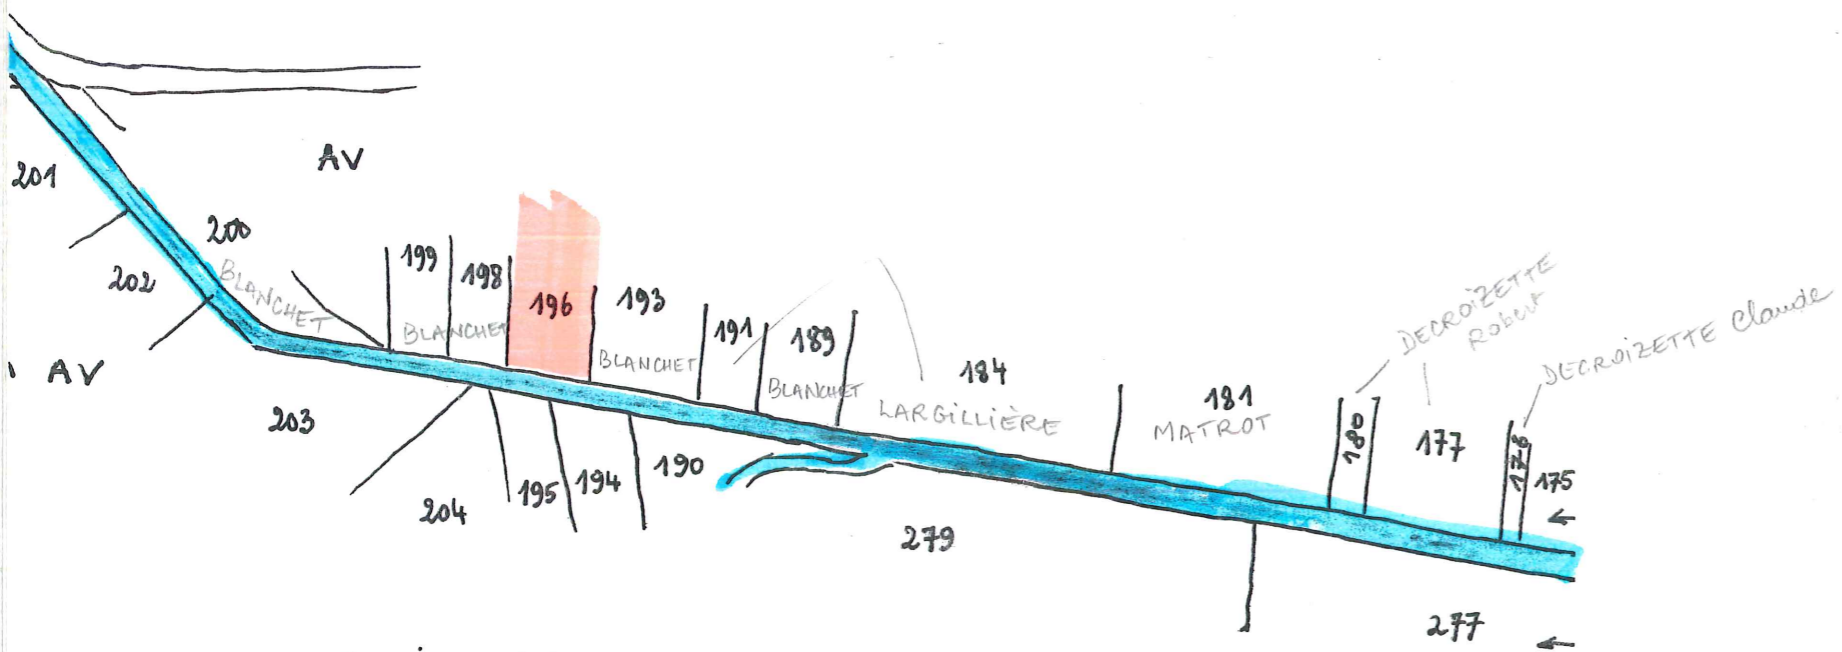 AV
201
200
202
BLANCHET
199
198
BLANCHET
196
193
BLANCHET
191
189
BLANCHET
184
LARGILLIÈRE
181
MATROT
180
DECROIZETTE
Robert
177
DECROIZETTE Claude
176
175
AV
203
204
195
194
190
279
277